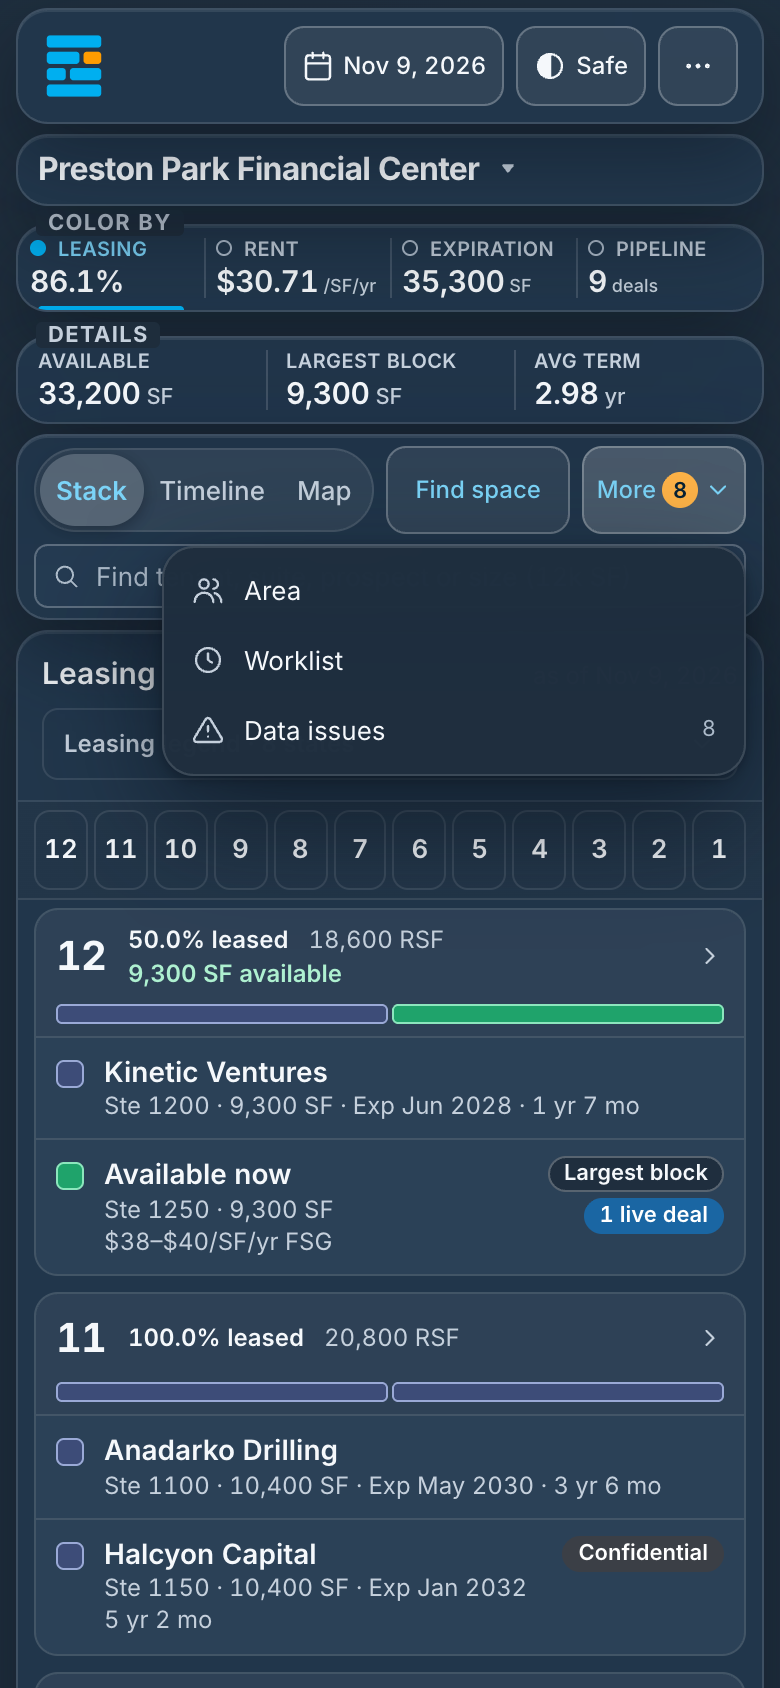 Nov 9, 2026
Safe
Preston Park Financial Center
COLOR BY
LEASING
RENT
EXPIRATION
PIPELINE
86.1%
$30.71 /SF/yr
35,300 SF
9 deals
DETAILS
AVAILABLE
LARGEST BLOCK
AVG TERM
33,200 SF
9,300 SF
2.98 yr
Stack
Timeline
Map
Find space
More 8
Find t
Area
Worklist
Data issues 8
Leasing
Leasing
12 11 10 9 8 7 6 5 4 3 2 1
12
50.0% leased 18,600 RSF
9,300 SF available
Kinetic Ventures
Ste 1200 · 9,300 SF · Exp Jun 2028 · 1 yr 7 mo
Available now
Largest block
Ste 1250 · 9,300 SF
1 live deal
$38–$40/SF/yr FSG
11 100.0% leased 20,800 RSF
Anadarko Drilling
Ste 1100 · 10,400 SF · Exp May 2030 · 3 yr 6 mo
Halcyon Capital
Confidential
Ste 1150 · 10,400 SF · Exp Jan 2032
5 yr 2 mo